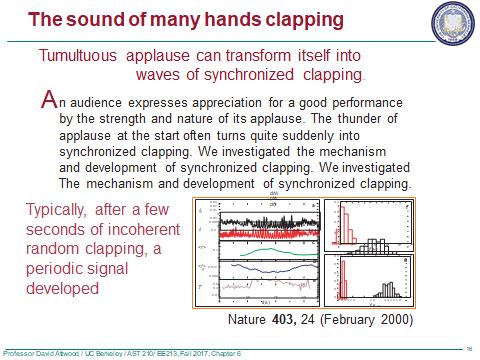 The sound of many hands clapping
Tumultuous applause can transform itself into
waves of synchronized clapping.
An audience expresses appreciation for a good performance
by the strength and nature of its applause. The thunder of
applause at the start often turns quite suddenly into
synchronized clapping. We investigated the mechanism
and development of synchronized clapping. We investigated
The mechanism and development of synchronized clapping.
Typically, after a few
seconds of incoherent
random clapping, a
periodic signal
developed
Nature 403, 24 (February 2000)
Professor David Attwood / UC Berkeley / AST 210/ EE213, Fall 2017, Chapter 6
16